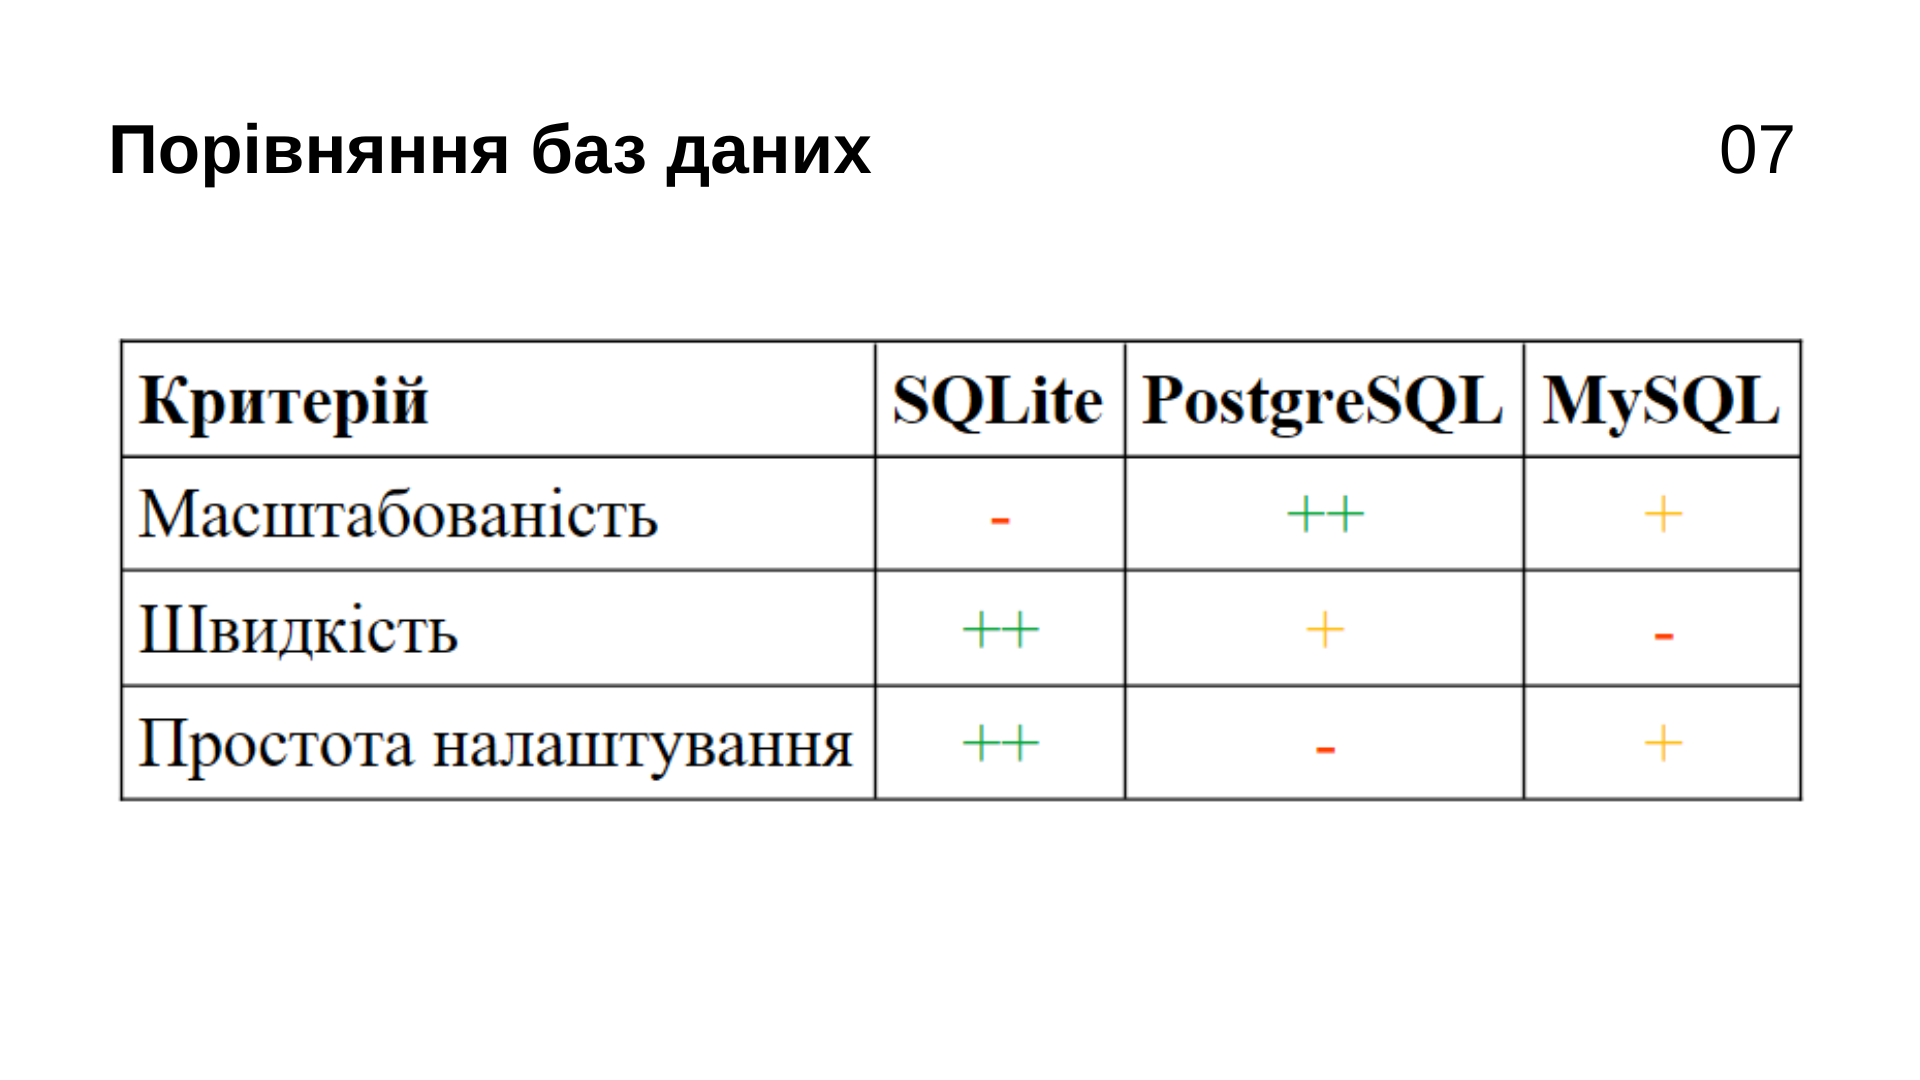 Порівняння баз даних 07
Критерій SQLite PostgreSQL MySQL
Масштабованість - ++ +
Швидкість ++ + -
Простота налаштування ++ - +